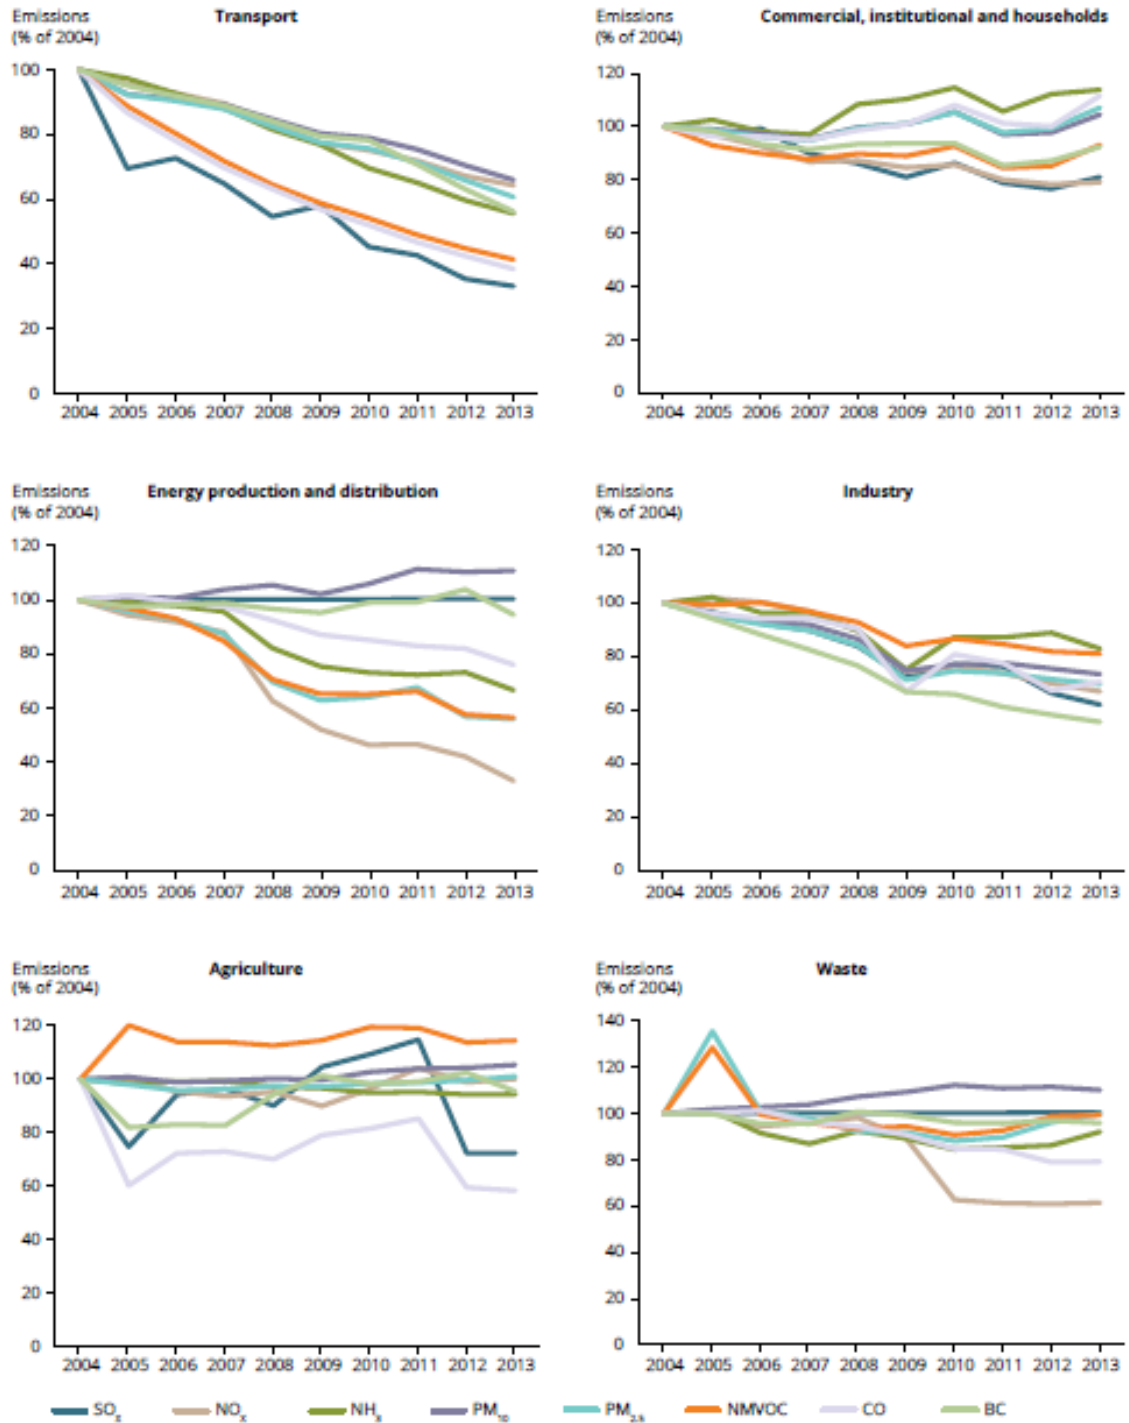 Emissions
(% of 2004)
Transport
100
80
60
40
20
0
2004 2005 2006 2007 2008 2009 2010 2011 2012 2013
Emissions
(% of 2004)
Commercial, institutional and households
120
100
80
60
40
20
0
2004 2005 2006 2007 2008 2009 2010 2011 2012 2013
Emissions
(% of 2004)
Energy production and distribution
120
100
80
60
40
20
0
2004 2005 2006 2007 2008 2009 2010 2011 2012 2013
Emissions
(% of 2004)
Industry
120
100
80
60
40
20
0
2004 2005 2006 2007 2008 2009 2010 2011 2012 2013
Emissions
(% of 2004)
Agriculture
120
100
80
60
40
20
0
2004 2005 2006 2007 2008 2009 2010 2011 2012 2013
Emissions
(% of 2004)
Waste
140
120
100
80
60
40
20
0
2004 2005 2006 2007 2008 2009 2010 2011 2012 2013
SOₓ NOₓ NHₓ PM₁₀ PM₂.₅ NMVOC CO BC